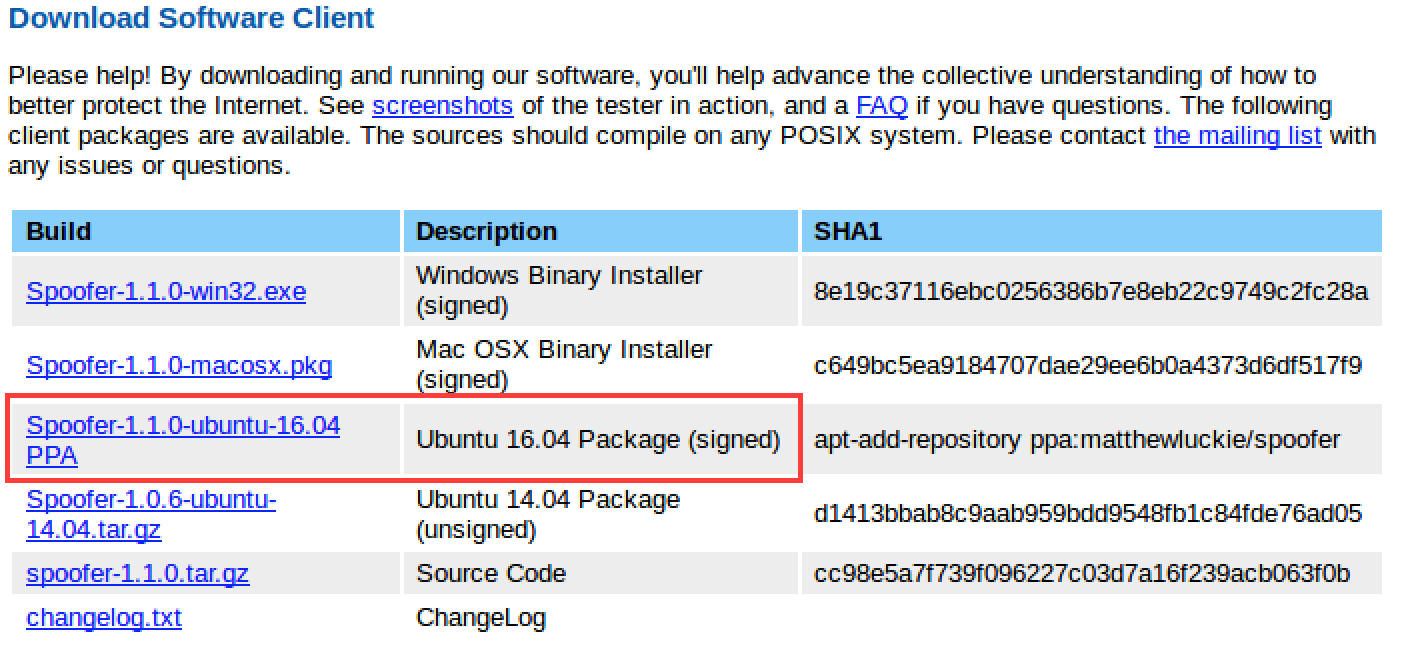 Download Software Client
Please help! By downloading and running our software, you'll help advance the collective understanding of how to
better protect the Internet. See screenshots of the tester in action, and a FAQ if you have questions. The following
client packages are available. The sources should compile on any POSIX system. Please contact the mailing list with
any issues or questions.
Build Description SHA1
Spoofer-1.1.0-win32.exe Windows Binary Installer (signed) 8e19c37116ebc0256386b7e8eb22c9749c2fc28a
Spoofer-1.1.0-macosx.pkg Mac OSX Binary Installer (signed) c649bc5ea9184707dae29ee6b0a4373d6df517f9
Spoofer-1.1.0-ubuntu-16.04 PPA Ubuntu 16.04 Package (signed) apt-add-repository ppa:matthewluckie/spoofer
Spoofer-1.0.6-ubuntu-14.04.tar.gz Ubuntu 14.04 Package (unsigned) d1413bbab8c9aab959bdd9548fb1c84fde76ad05
spoofer-1.1.0.tar.gz Source Code cc98e5a7f739f096227c03d7a16f239acb063f0b
changelog.txt ChangeLog